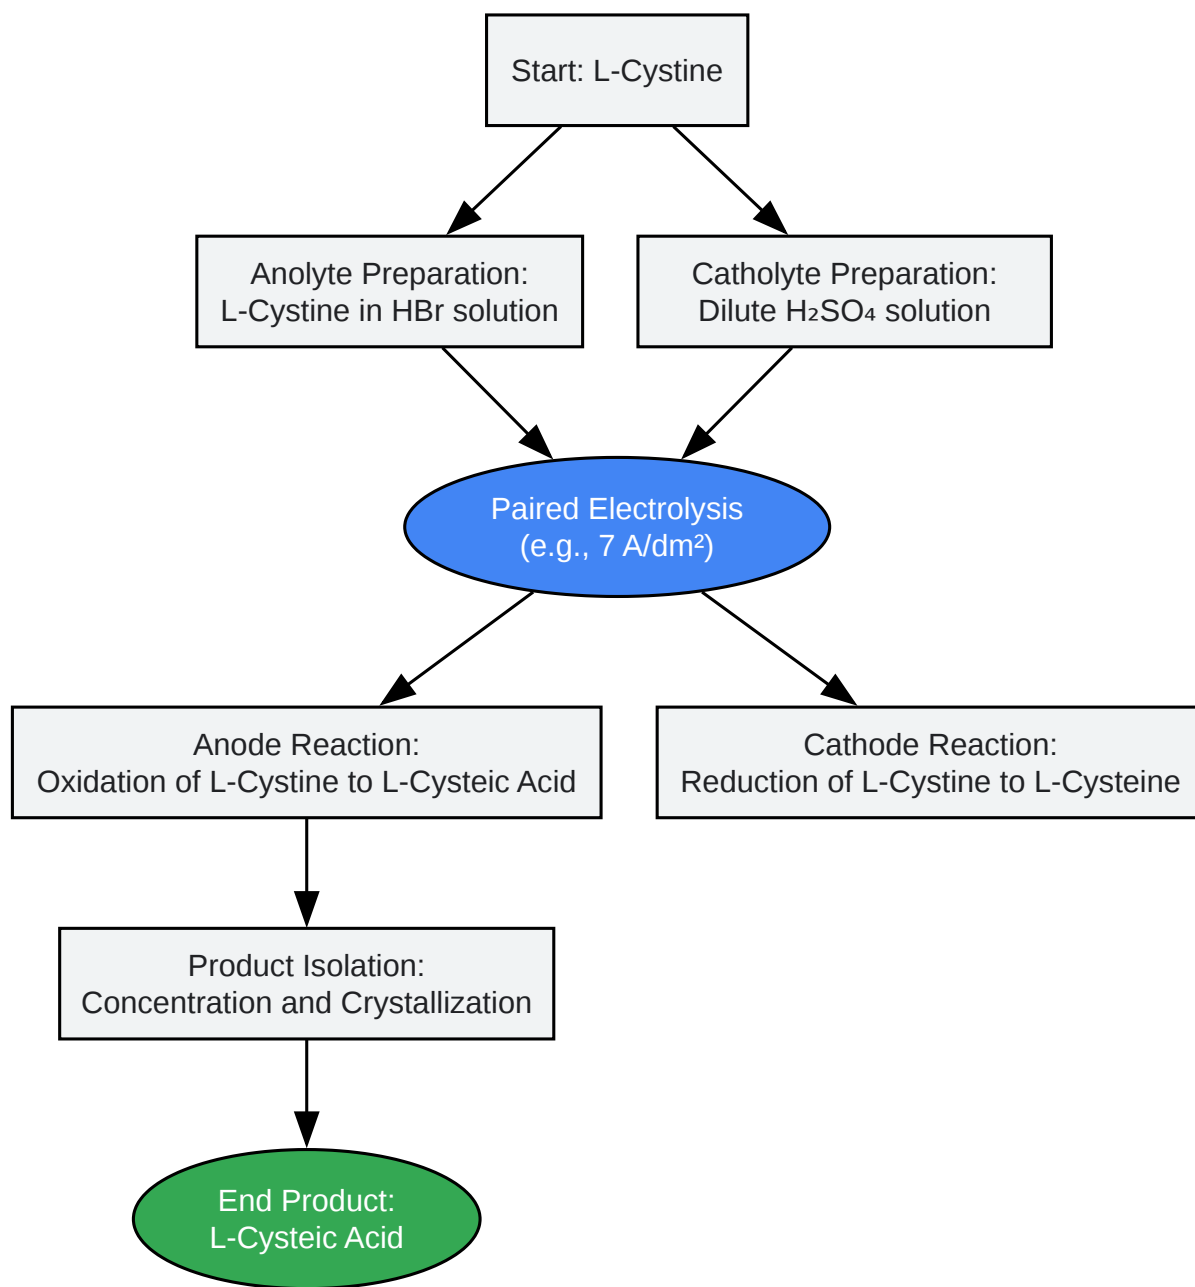 Start: L-Cystine
Anolyte Preparation:
L-Cystine in HBr solution
Catholyte Preparation:
Dilute H₂SO₄ solution
Paired Electrolysis
(e.g., 7 A/dm²)
Anode Reaction:
Oxidation of L-Cystine to L-Cysteic Acid
Cathode Reaction:
Reduction of L-Cystine to L-Cysteine
Product Isolation:
Concentration and Crystallization
End Product:
L-Cysteic Acid